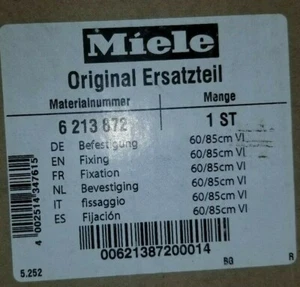 Miele
Original Ersatzteil
Materialnummer Menge
6 213 872 1 ST
DE Befestigung 60/85cm VI
EN Fixing 60/85cm VI
FR Fixation 60/85cm VI
NL Bevestiging 60/85cm VI
IT fissaggio 60/85cm VI
ES Fijación 60/85cm VI
4 002514 347615
00621387200014
5.252 BG R